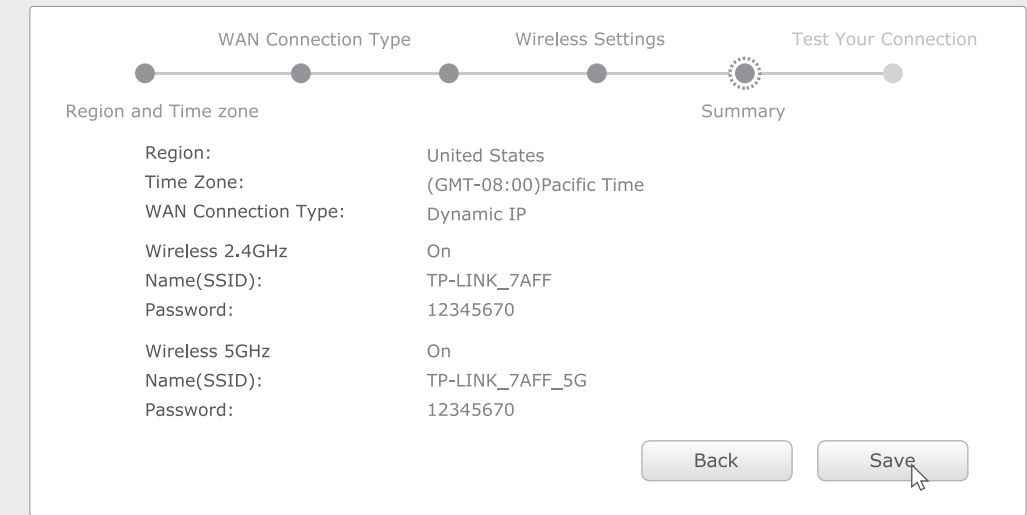 WAN Connection Type Wireless Settings Test Your Connection
Region and Time zone Summary
Region: United States
Time Zone: (GMT-08:00)Pacific Time
WAN Connection Type: Dynamic IP
Wireless 2.4GHz On
Name(SSID): TP-LINK_7AFF
Password: 12345670
Wireless 5GHz On
Name(SSID): TP-LINK_7AFF_5G
Password: 12345670
Back Save